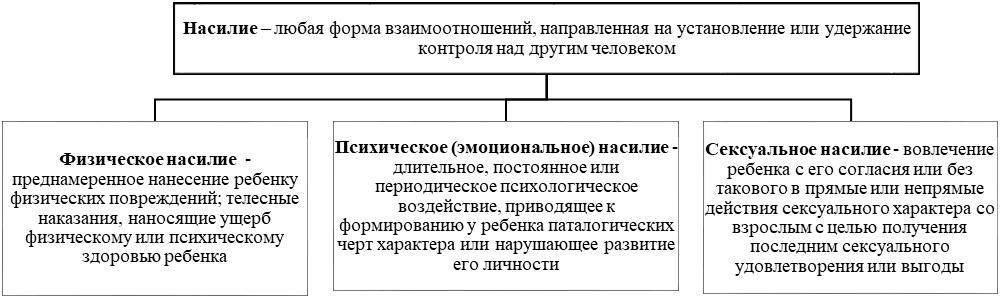 Насилие – любая форма взаимоотношений, направленная на установление или удержание
контроля над другим человеком
Физическое насилие -
преднамеренное нанесение ребенку
физических повреждений; телесные
наказания, наносящие ущерб
физическому или психическому
здоровью ребенка
Психическое (эмоциональное) насилие -
длительное, постоянное или
периодическое психологическое
воздействие, приводящее к
формированию у ребенка паталогических
черт характера или нарушающее развитие
его личности
Сексуальное насилие - вовлечение
ребенка с его согласия или без
такового в прямые или непрямые
действия сексуального характера со
взрослым с целью получения
последним сексуального
удовлетворения или выгоды